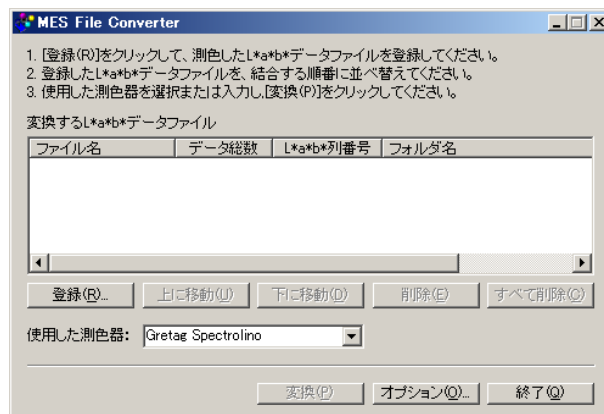 MES File Converter
1. [登録(R)]をクリックして、測色したL*a*b*データファイルを登録してください。
2. 登録したL*a*b*データファイルを、結合する順番に並べ替えてください。
3. 使用した測色器を選択または入力し、[変換(P)]をクリックしてください。
変換するL*a*b*データファイル
ファイル名 データ総数 L*a*b*列番号 フォルダ名
登録(R)... 上に移動(U) 下に移動(D) 削除(E) すべて削除(C)
使用した測色器: Gretag Spectrolino
変換(P) オプション(O)... 終了(Q)